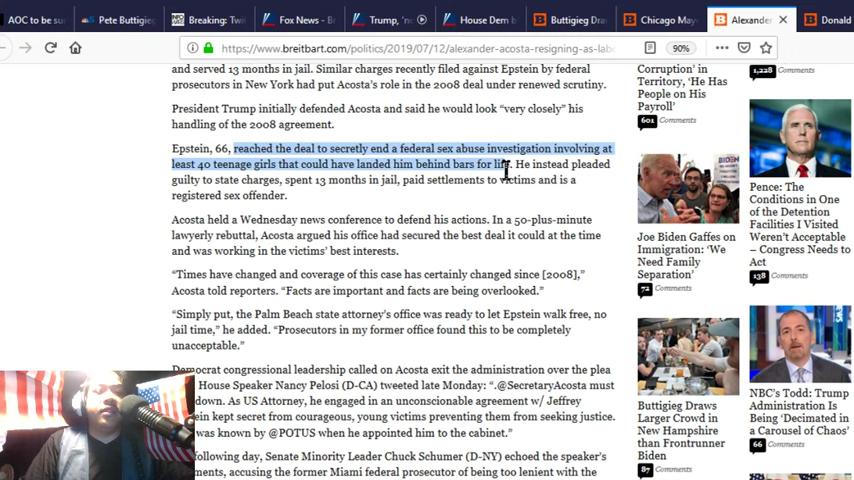 AOC to be su
Pete Buttigieg
Breaking: Twi
Fox News - Br
Trump, 'no
House Dem b
Buttigieg Draw
Chicago Mayo
Alexander
Donald
https://www.breitbart.com/politics/2019/07/12/alexander-acosta-resigning-as-labo
90%
and served 13 months in jail. Similar charges recently filed against Epstein by federal
prosecutors in New York had put Acosta's role in the 2008 deal under renewed scrutiny.
President Trump initially defended Acosta and said he would look “very closely” his
handling of the 2008 agreement.
Epstein, 66, reached the deal to secretly end a federal sex abuse investigation involving at
least 40 teenage girls that could have landed him behind bars for life. He instead pleaded
guilty to state charges, spent 13 months in jail, paid settlements to victims and is a
registered sex offender.
Acosta held a Wednesday news conference to defend his actions. In a 50-plus-minute
lawyerly rebuttal, Acosta argued his office had secured the best deal it could at the time
and was working in the victims' best interests.
“Times have changed and coverage of this case has certainly changed since [2008],”
Acosta told reporters. “Facts are important and facts are being overlooked.”
“Simply put, the Palm Beach state attorney's office was ready to let Epstein walk free, no
jail time,” he added. “Prosecutors in my former office found this to be completely
unacceptable.”
Democrat congressional leadership called on Acosta exit the administration over the plea
House Speaker Nancy Pelosi (D-CA) tweeted late Monday: “.@SecretaryAcosta must
down. As US Attorney, he engaged in an unconscionable agreement w/ Jeffrey
ein kept secret from courageous, young victims preventing them from seeking justice.
was known by @POTUS when he appointed him to the cabinet.”
following day, Senate Minority Leader Chuck Schumer (D-NY) echoed the speaker's
ments, accusing the former Miami federal prosecutor of being too lenient with the
Corruption' in
Territory, 'He Has
People on His
Payroll'
601 Comments
BIDEN
Joe Biden Gaffes on
Immigration: 'We
Need Family
Separation'
72 Comments
Buttigieg Draws
Larger Crowd in
New Hampshire
than Frontrunner
Biden
87 Comments
1,228 Comments
Pence: The
Conditions in One
of the Detention
Facilities I Visited
Weren't Acceptable
– Congress Needs to
Act
138 Comments
NBC's Todd: Trump
Administration Is
Being 'Decimated in
a Carousel of Chaos'
66 Comments